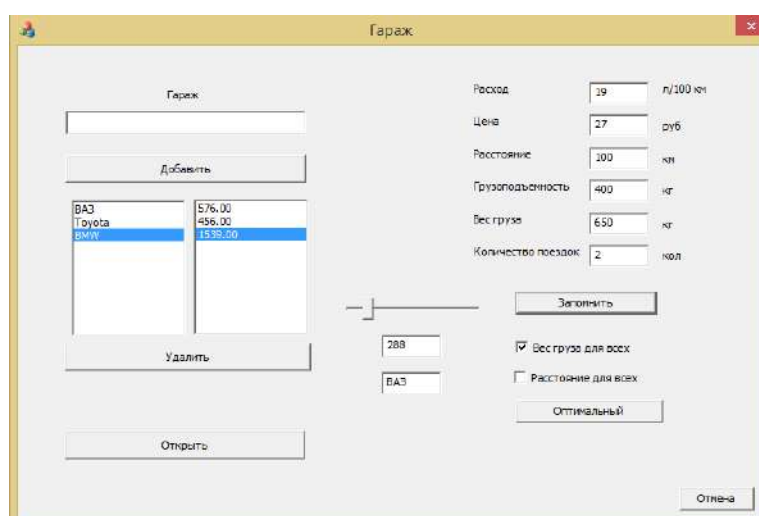 Гараж
Гараж
Добавить
ВАЗ
Toyota
BMW
576.00
456.00
1539.00
Удалить
Открыть
Расход 19 л/100 км
Цена 27 руб
Расстояние 100 км
Грузоподъемность 400 кг
Вес груза 650 кг
Количество поездок 2 кол
Запомнить
288
ВАЗ
Вес груза для всех
Расстояние для всех
Оптимальный
Отмена